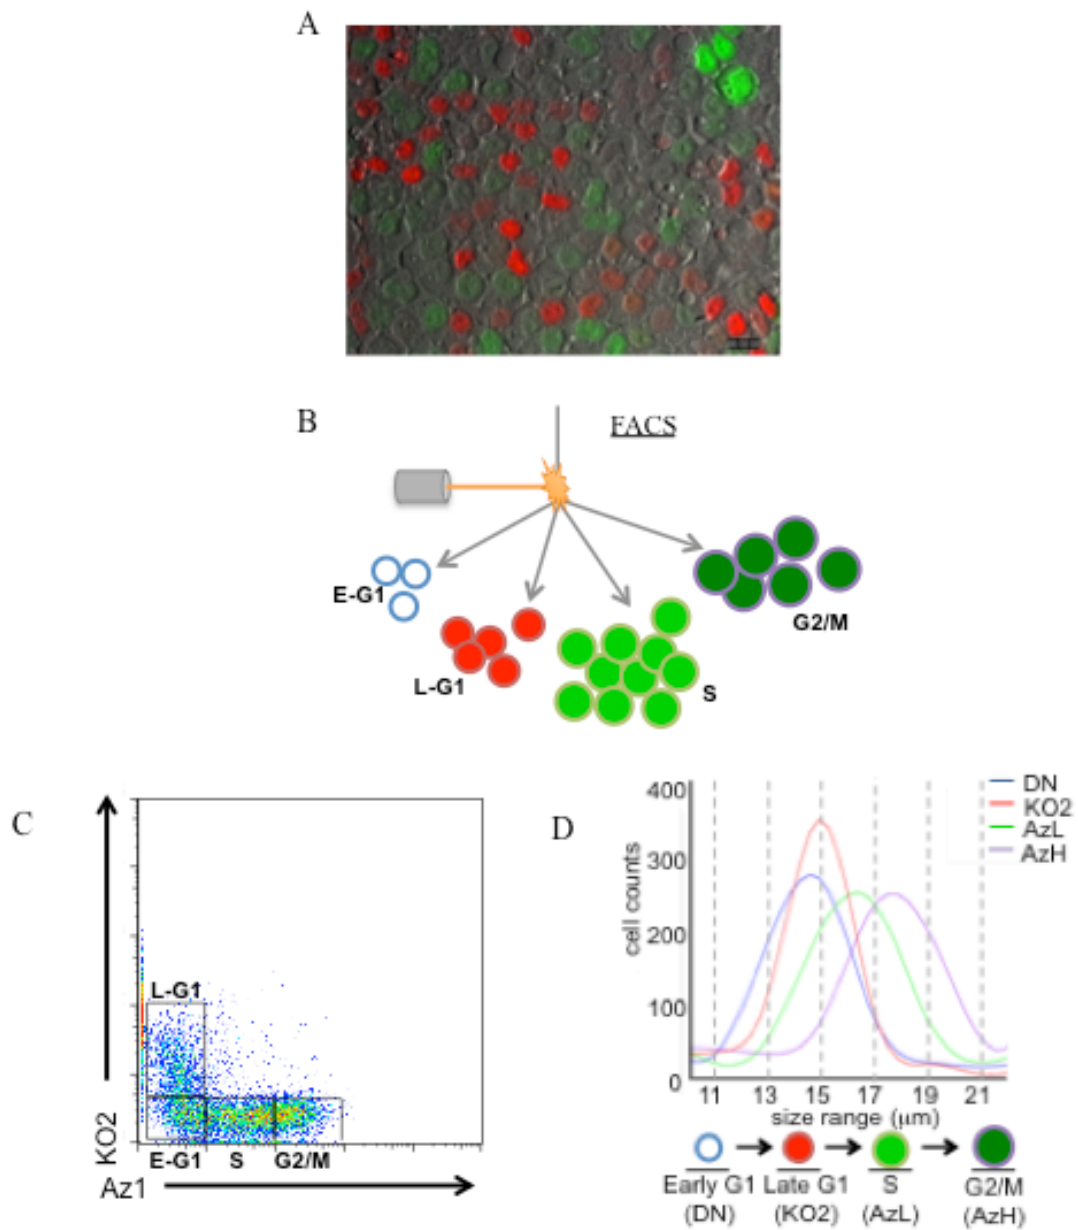 A
B
FACS
E-G1
L-G1
S
G2/M
C
KO2
L-G1
E-G1 S G2/M
Az1
D
DN
KO2
AzL
AzH
cell counts
400
300
200
100
0
11 13 15 17 19 21
size range (μm)
Early G1 Late G1 S G2/M
(DN) (KO2) (AzL) (AzH)